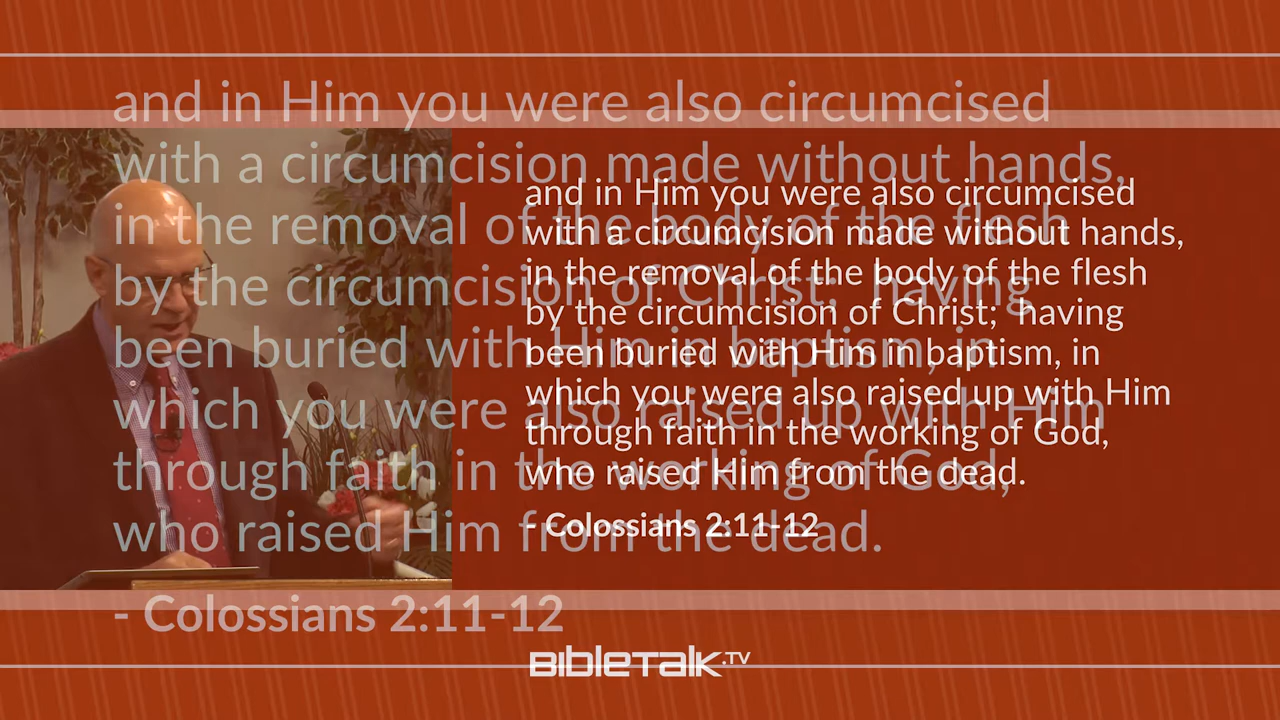 and in Him you were also circumcised
with a circumcision made without hands,
in the removal of the body of the flesh
by the circumcision of Christ; having
been buried with Him in baptism, in
which you were also raised up with Him
through faith in the working of God,
who raised Him from the dead.
- Colossians 2:11-12
and in Him you were also circumcised
with a circumcision made without hands,
in the removal of the body of the flesh
by the circumcision of Christ; having
been buried with Him in baptism, in
which you were also raised up with Him
through faith in the working of God,
who raised Him from the dead.
- Colossians 2:11-12
BibleTalk.TV